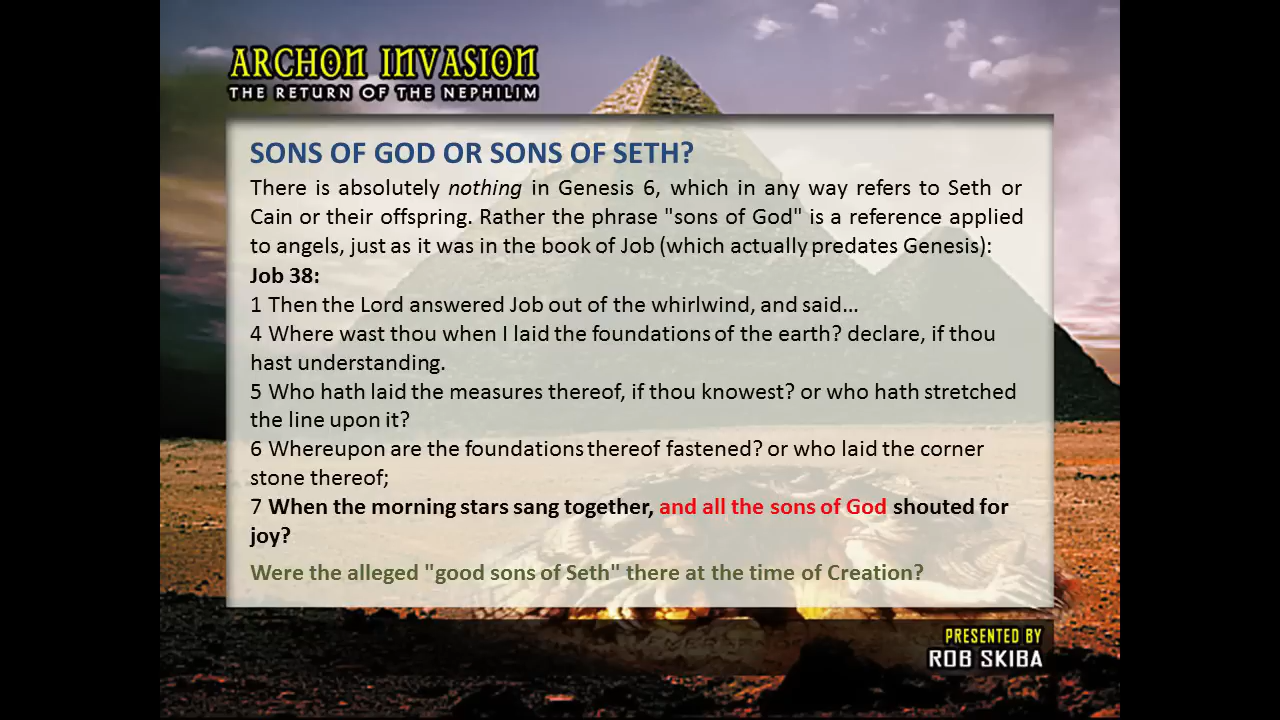 ARCHON INVASION
THE RETURN OF THE NEPHILIM
SONS OF GOD OR SONS OF SETH?
There is absolutely nothing in Genesis 6, which in any way refers to Seth or
Cain or their offspring. Rather the phrase "sons of God" is a reference applied
to angels, just as it was in the book of Job (which actually predates Genesis):
Job 38:
1 Then the Lord answered Job out of the whirlwind, and said...
4 Where wast thou when I laid the foundations of the earth? declare, if thou
hast understanding.
5 Who hath laid the measures thereof, if thou knowest? or who hath stretched
the line upon it?
6 Whereupon are the foundations thereof fastened? or who laid the corner
stone thereof;
7 When the morning stars sang together, and all the sons of God shouted for
joy?
Were the alleged "good sons of Seth" there at the time of Creation?
PRESENTED BY
ROB SKIBA